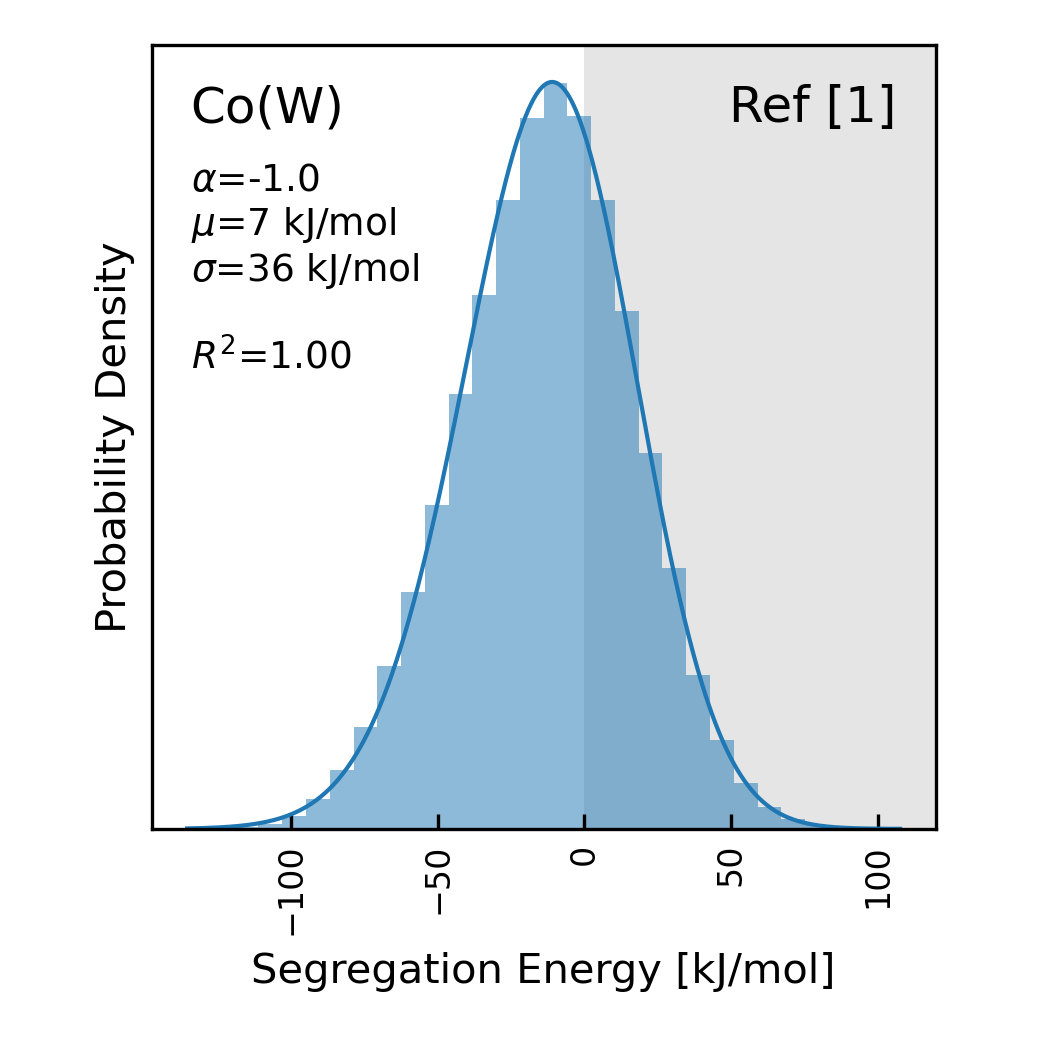 Co(W)
Ref [1]
α=-1.0
μ=7 kJ/mol
σ=36 kJ/mol
R²=1.00
Probability Density
−100
−50
0
50
100
Segregation Energy [kJ/mol]